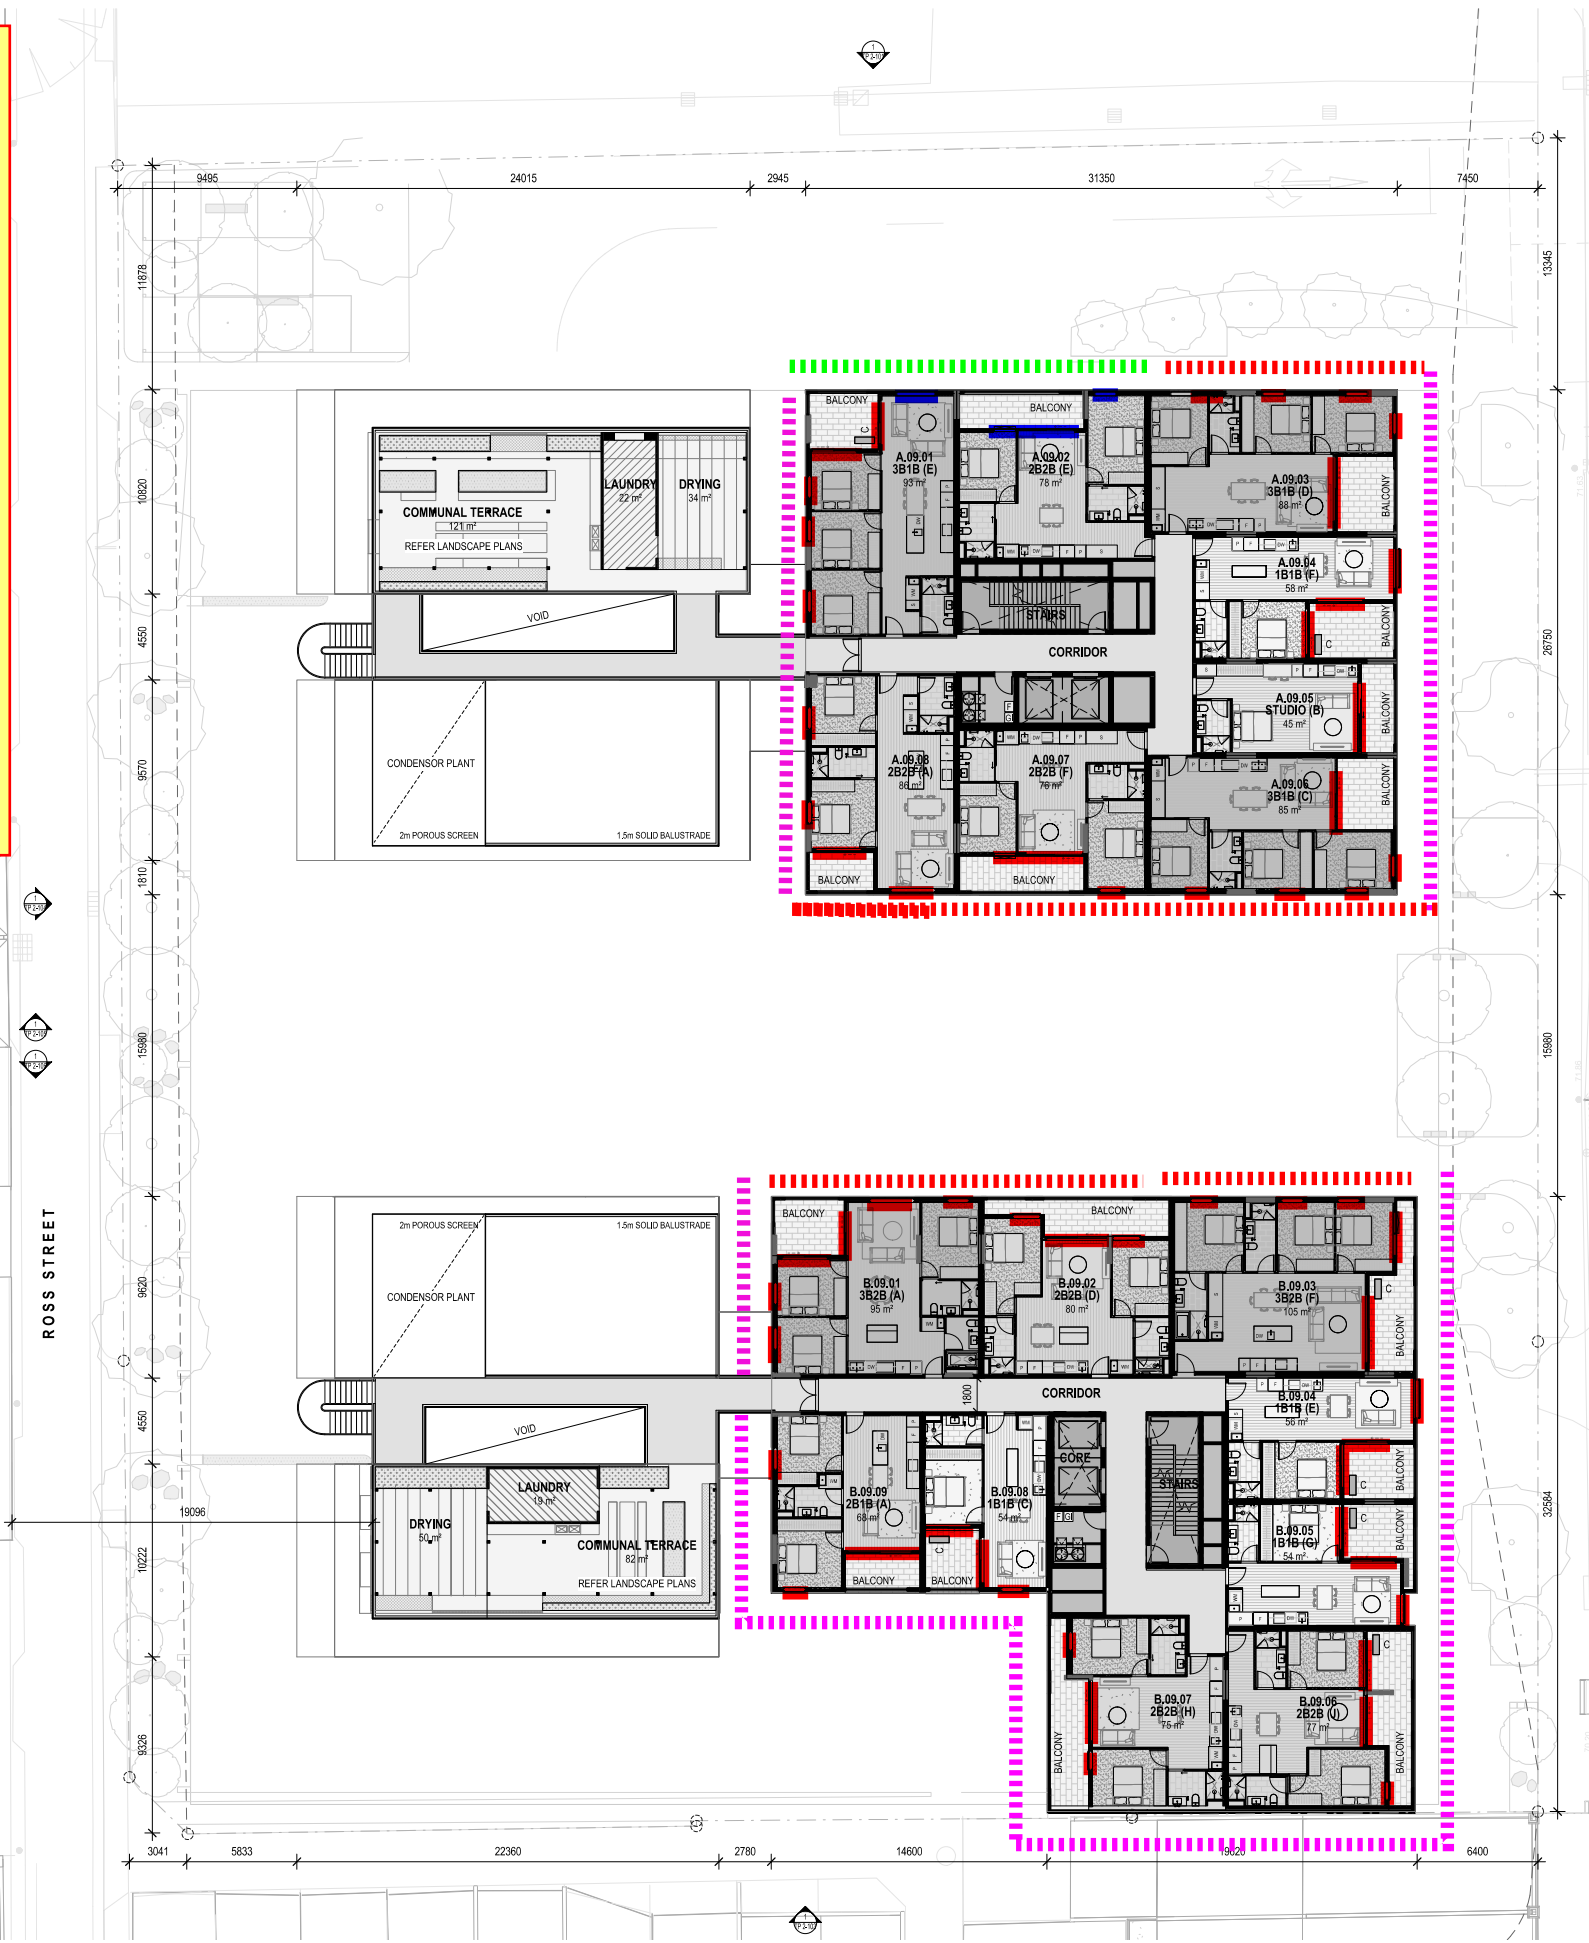 1
TP 2-101
9495
24015
2945
31350
7450
11878
13345
BALCONY
BALCONY
C
A.09.01
3B1B (E)
93 m²
A.09.02
2B2B (E)
78 m²
A.09.03
3B1B (D)
88 m²
BALCONY
LAUNDRY
22 m²
DRYING
34 m²
COMMUNAL TERRACE
121 m²
REFER LANDSCAPE PLANS
10820
A.09.04
1B1B (F)
58 m²
BALCONY
C
STAIRS
VOID
4550
CORRIDOR
26750
A.09.05
STUDIO (B)
45 m²
BALCONY
F
GI
CONDENSOR PLANT
2m POROUS SCREEN
1.5m SOLID BALUSTRADE
9570
A.09.08
2B2B (A)
86 m²
A.09.07
2B2B (F)
76 m²
A.09.06
3B1B (C)
85 m²
BALCONY
BALCONY
BALCONY
1810
15980
15980
ROSS STREET
2m POROUS SCREEN
1.5m SOLID BALUSTRADE
CONDENSOR PLANT
9620
BALCONY
BALCONY
B.09.01
3B2B (A)
95 m²
B.09.02
2B2B (D)
80 m²
B.09.03
3B2B (F)
105 m²
C
BALCONY
CORRIDOR
1800
B.09.04
1B1B (E)
56 m²
4550
VOID
CORE
STAIRS
BALCONY
C
LAUNDRY
19 m²
DRYING
50 m²
COMMUNAL TERRACE
82 m²
REFER LANDSCAPE PLANS
19096
10222
B.09.09
2B1B (A)
68 m²
B.09.08
1B1B (C)
54 m²
F
GI
B.09.05
1B1B (G)
54 m²
C
BALCONY
32584
BALCONY
C
BALCONY
B.09.07
2B2B (H)
75 m²
B.09.06
2B2B (J)
77 m²
C
BALCONY
BALCONY
9326
3041
5833
22360
2780
14600
19020
6400
1